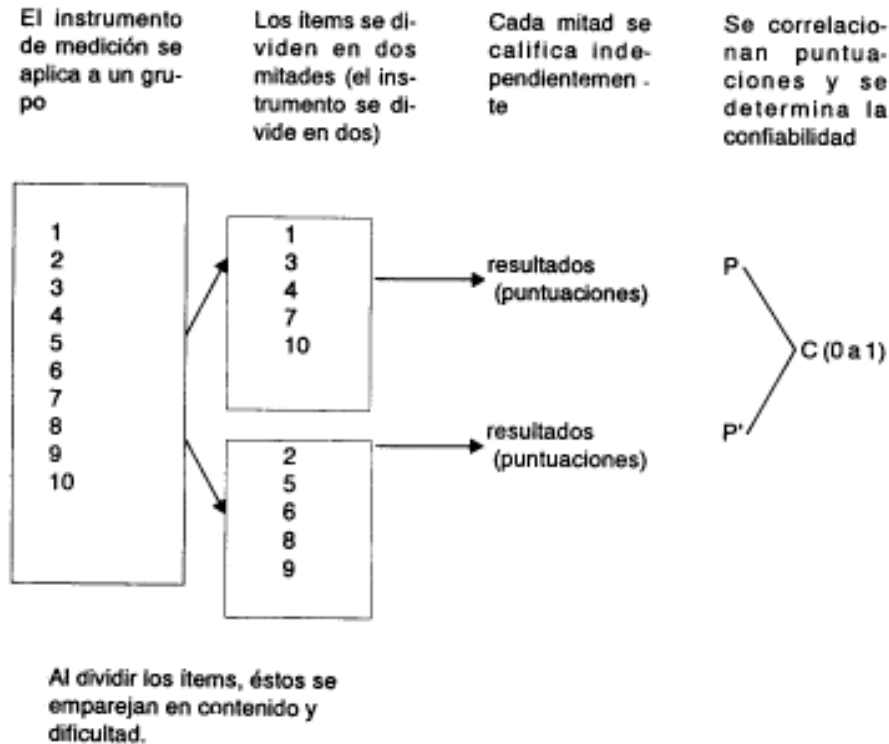 El instrumento
de medición se
aplica a un gru-
po
Los ítems se di-
viden en dos
mitades (el ins-
trumento se di-
vide en dos)
Cada mitad se
califica inde-
pendientemen -
te
Se correlacio-
nan puntua-
ciones y se
determina la
confiabilidad
1
2
3
4
5
6
7
8
9
10
1
3
4
7
10
2
5
6
8
9
resultados
(puntuaciones)
resultados
(puntuaciones)
P
P'
C (0 a 1)
Al dividir los ítems, éstos se
emparejan en contenido y
dificultad.